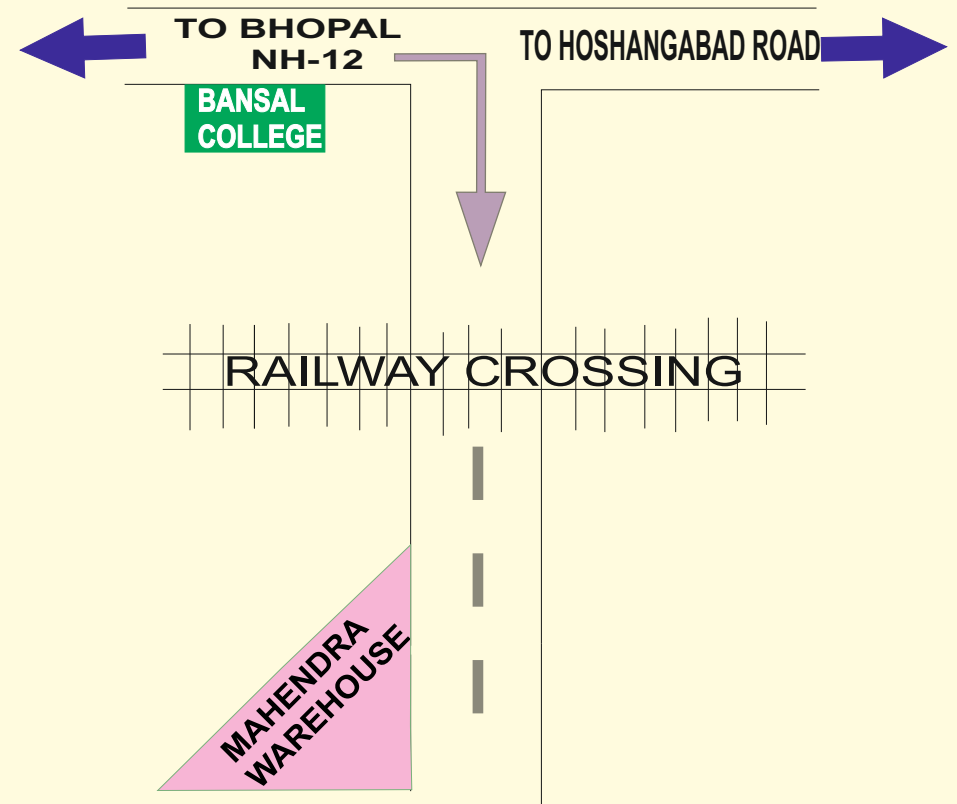 TO BHOPAL
NH-12
TO HOSHANGABAD ROAD
BANSAL
COLLEGE
RAILWAY CROSSING
MAHENDRA
WAREHOUSE